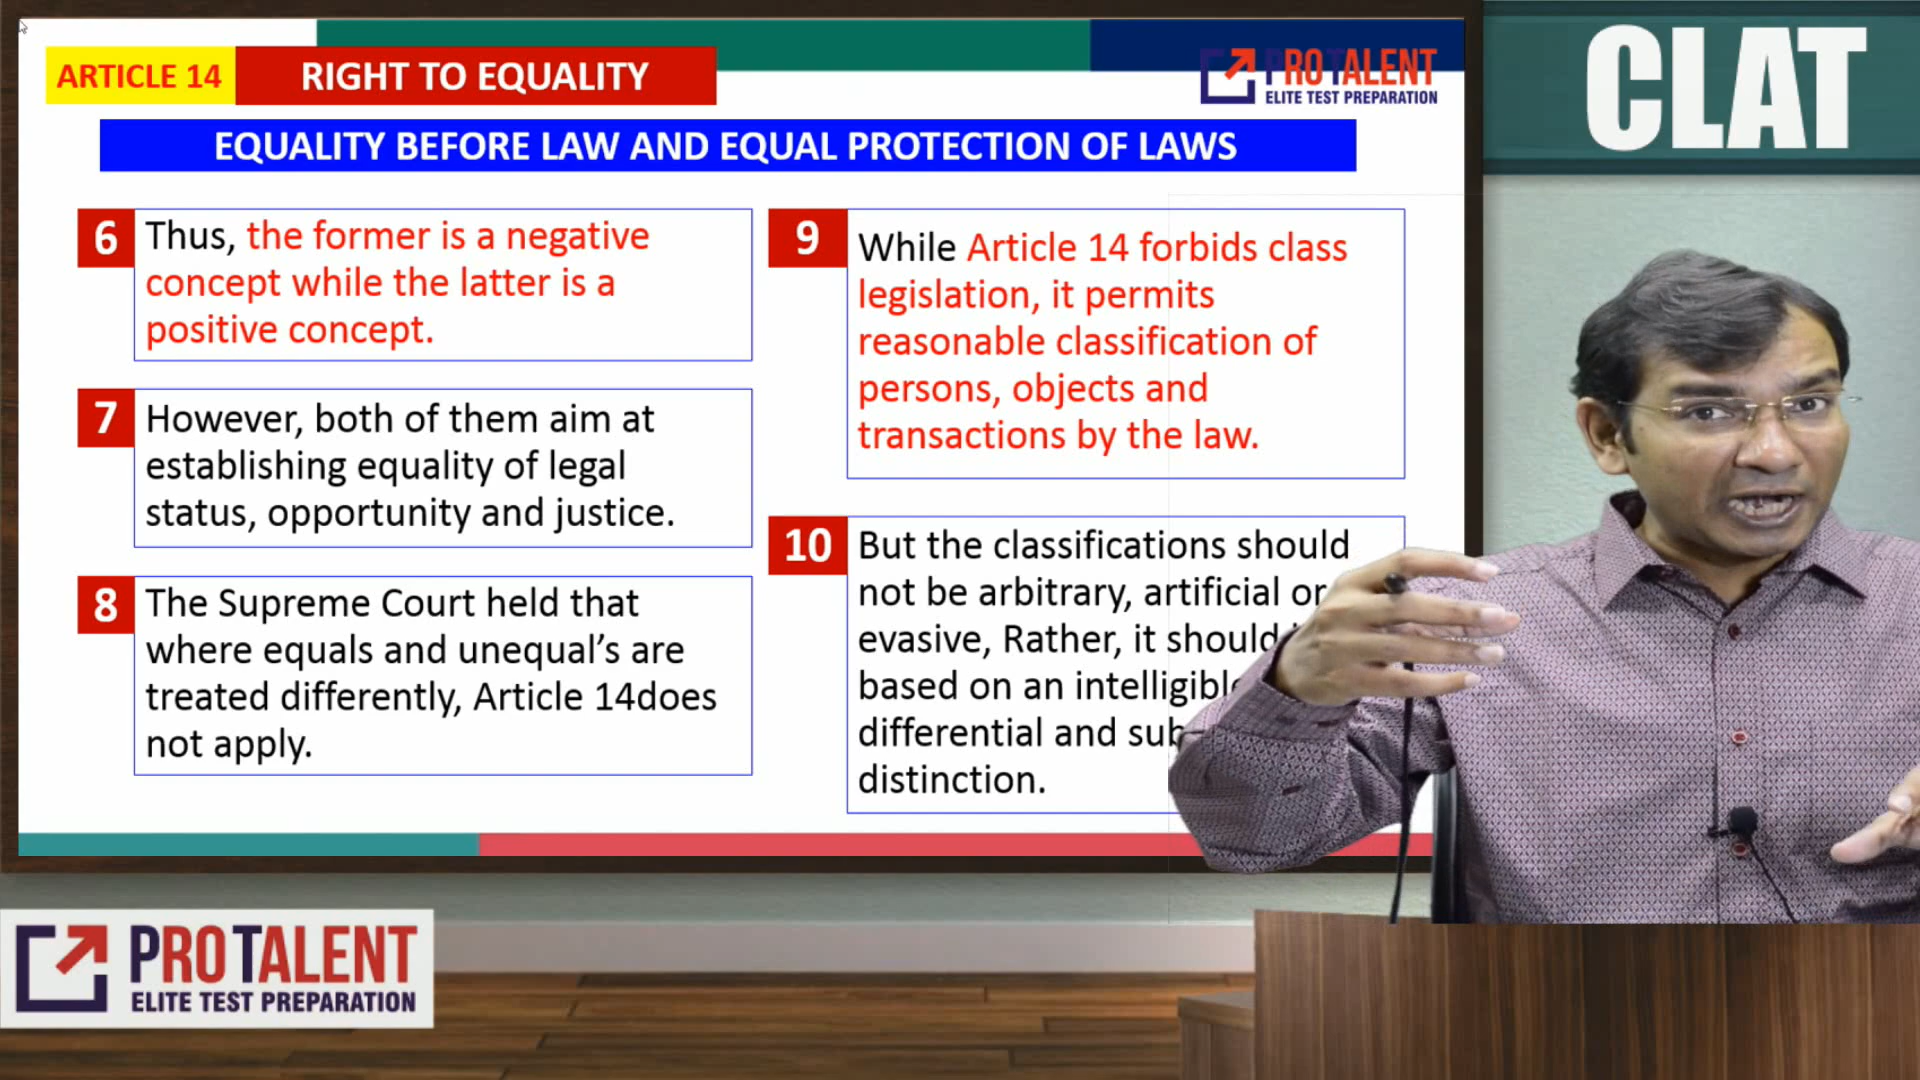 ARTICLE 14
RIGHT TO EQUALITY
PROTALENT
ELITE TEST PREPARATION
CLAT
EQUALITY BEFORE LAW AND EQUAL PROTECTION OF LAWS
6
Thus, the former is a negative
concept while the latter is a
positive concept.
7
However, both of them aim at
establishing equality of legal
status, opportunity and justice.
8
The Supreme Court held that
where equals and unequal’s are
treated differently, Article 14does
not apply.
9
While Article 14 forbids class
legislation, it permits
reasonable classification of
persons, objects and
transactions by the law.
10
But the classifications should
not be arbitrary, artificial or
evasive, Rather, it should
based on an intelligible
differential and
distinction.
PROTALENT
ELITE TEST PREPARATION